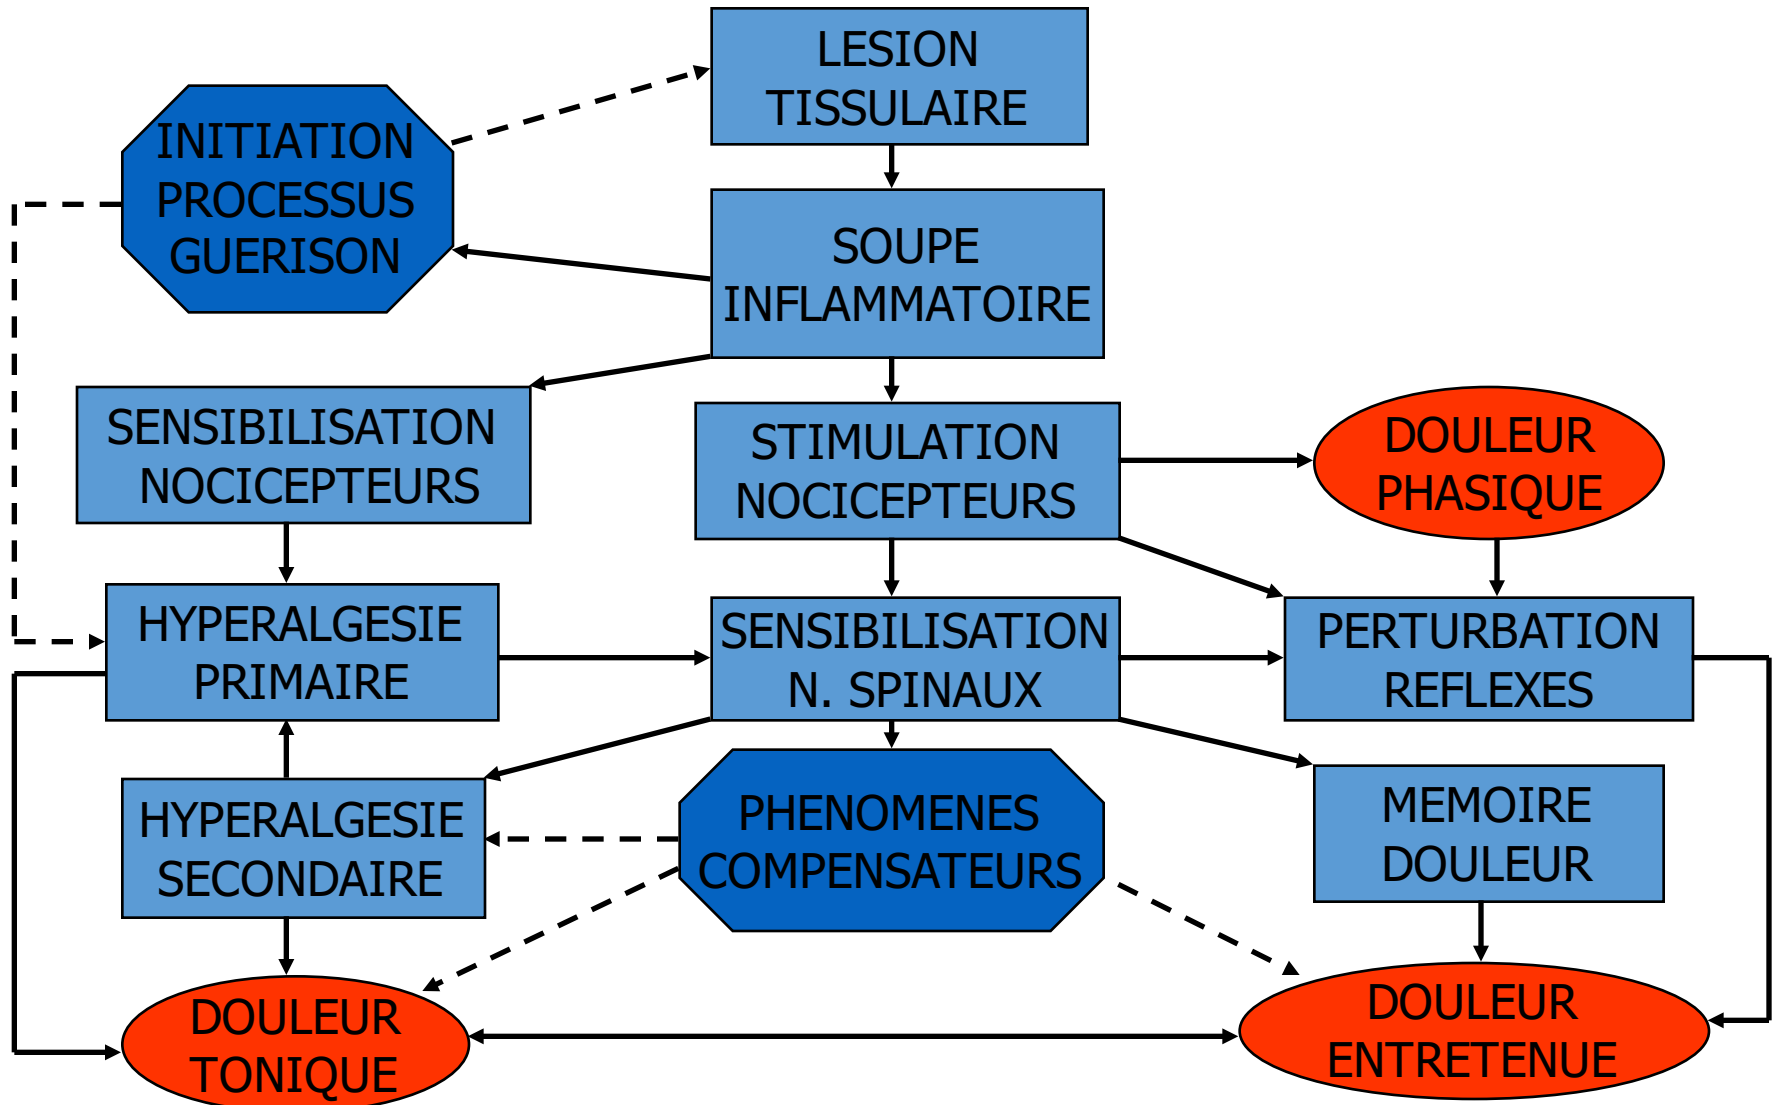 LESION
TISSULAIRE
INITIATION
PROCESSUS
GUERISON
SOUPE
INFLAMMATOIRE
SENSIBILISATION
NOCICEPTEURS
STIMULATION
NOCICEPTEURS
DOULEUR
PHASIQUE
HYPERALGESIE
PRIMAIRE
SENSIBILISATION
N. SPINAUX
PERTURBATION
REFLEXES
HYPERALGESIE
SECONDAIRE
PHENOMENES
COMPENSATEURS
MEMOIRE
DOULEUR
DOULEUR
TONIQUE
DOULEUR
ENTRETENUE